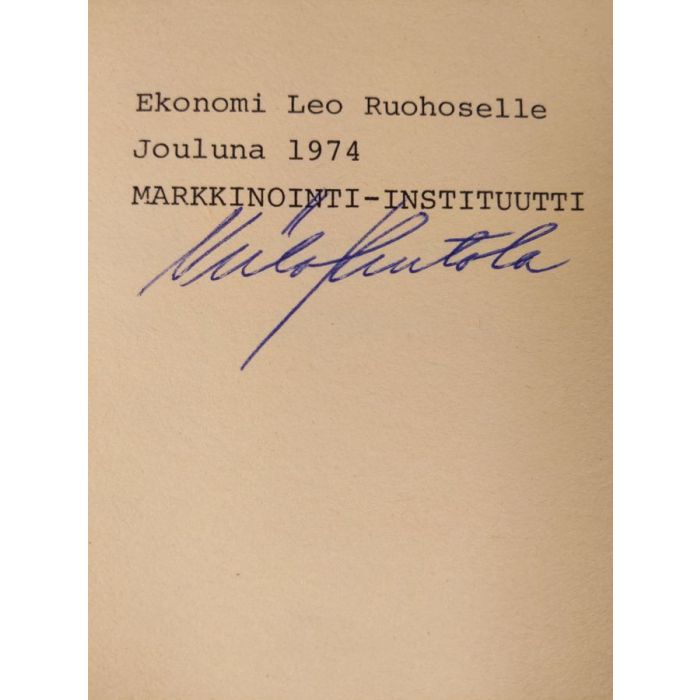 Ekonomi Leo Ruohoselle
Jouluna 1974
MARKKINOINTI-INSTITUUTTI